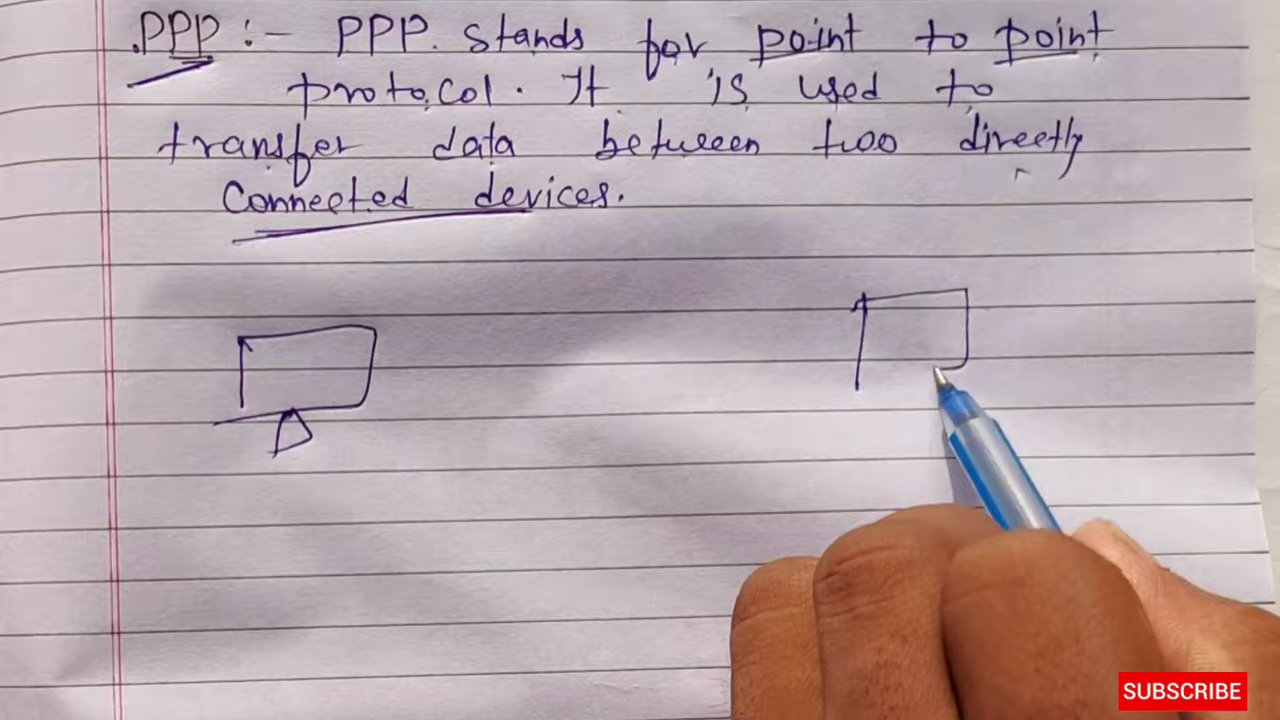 PPP :- PPP. stands for point to point
protocol. It is used to
transfer data between two directly
Connected devices.
SUBSCRIBE